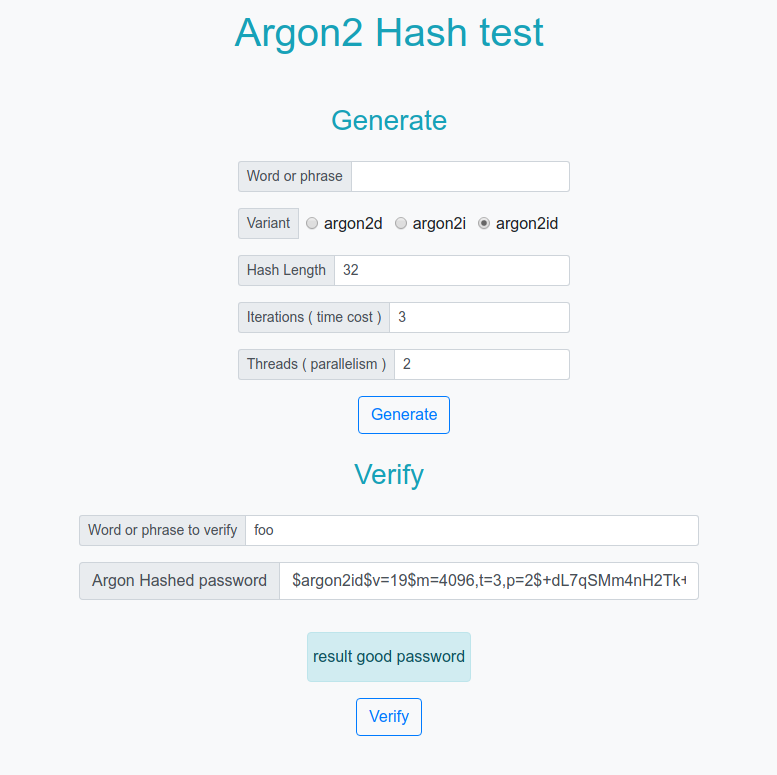 Argon2 Hash test
Generate
Word or phrase
Variant argon2d argon2i argon2id
Hash Length 32
Iterations ( time cost ) 3
Threads ( parallelism ) 2
Generate
Verify
Word or phrase to verify foo
Argon Hashed password $argon2id$v=19$m=4096,t=3,p=2$+dL7qSMm4nH2Tk+
result good password
Verify